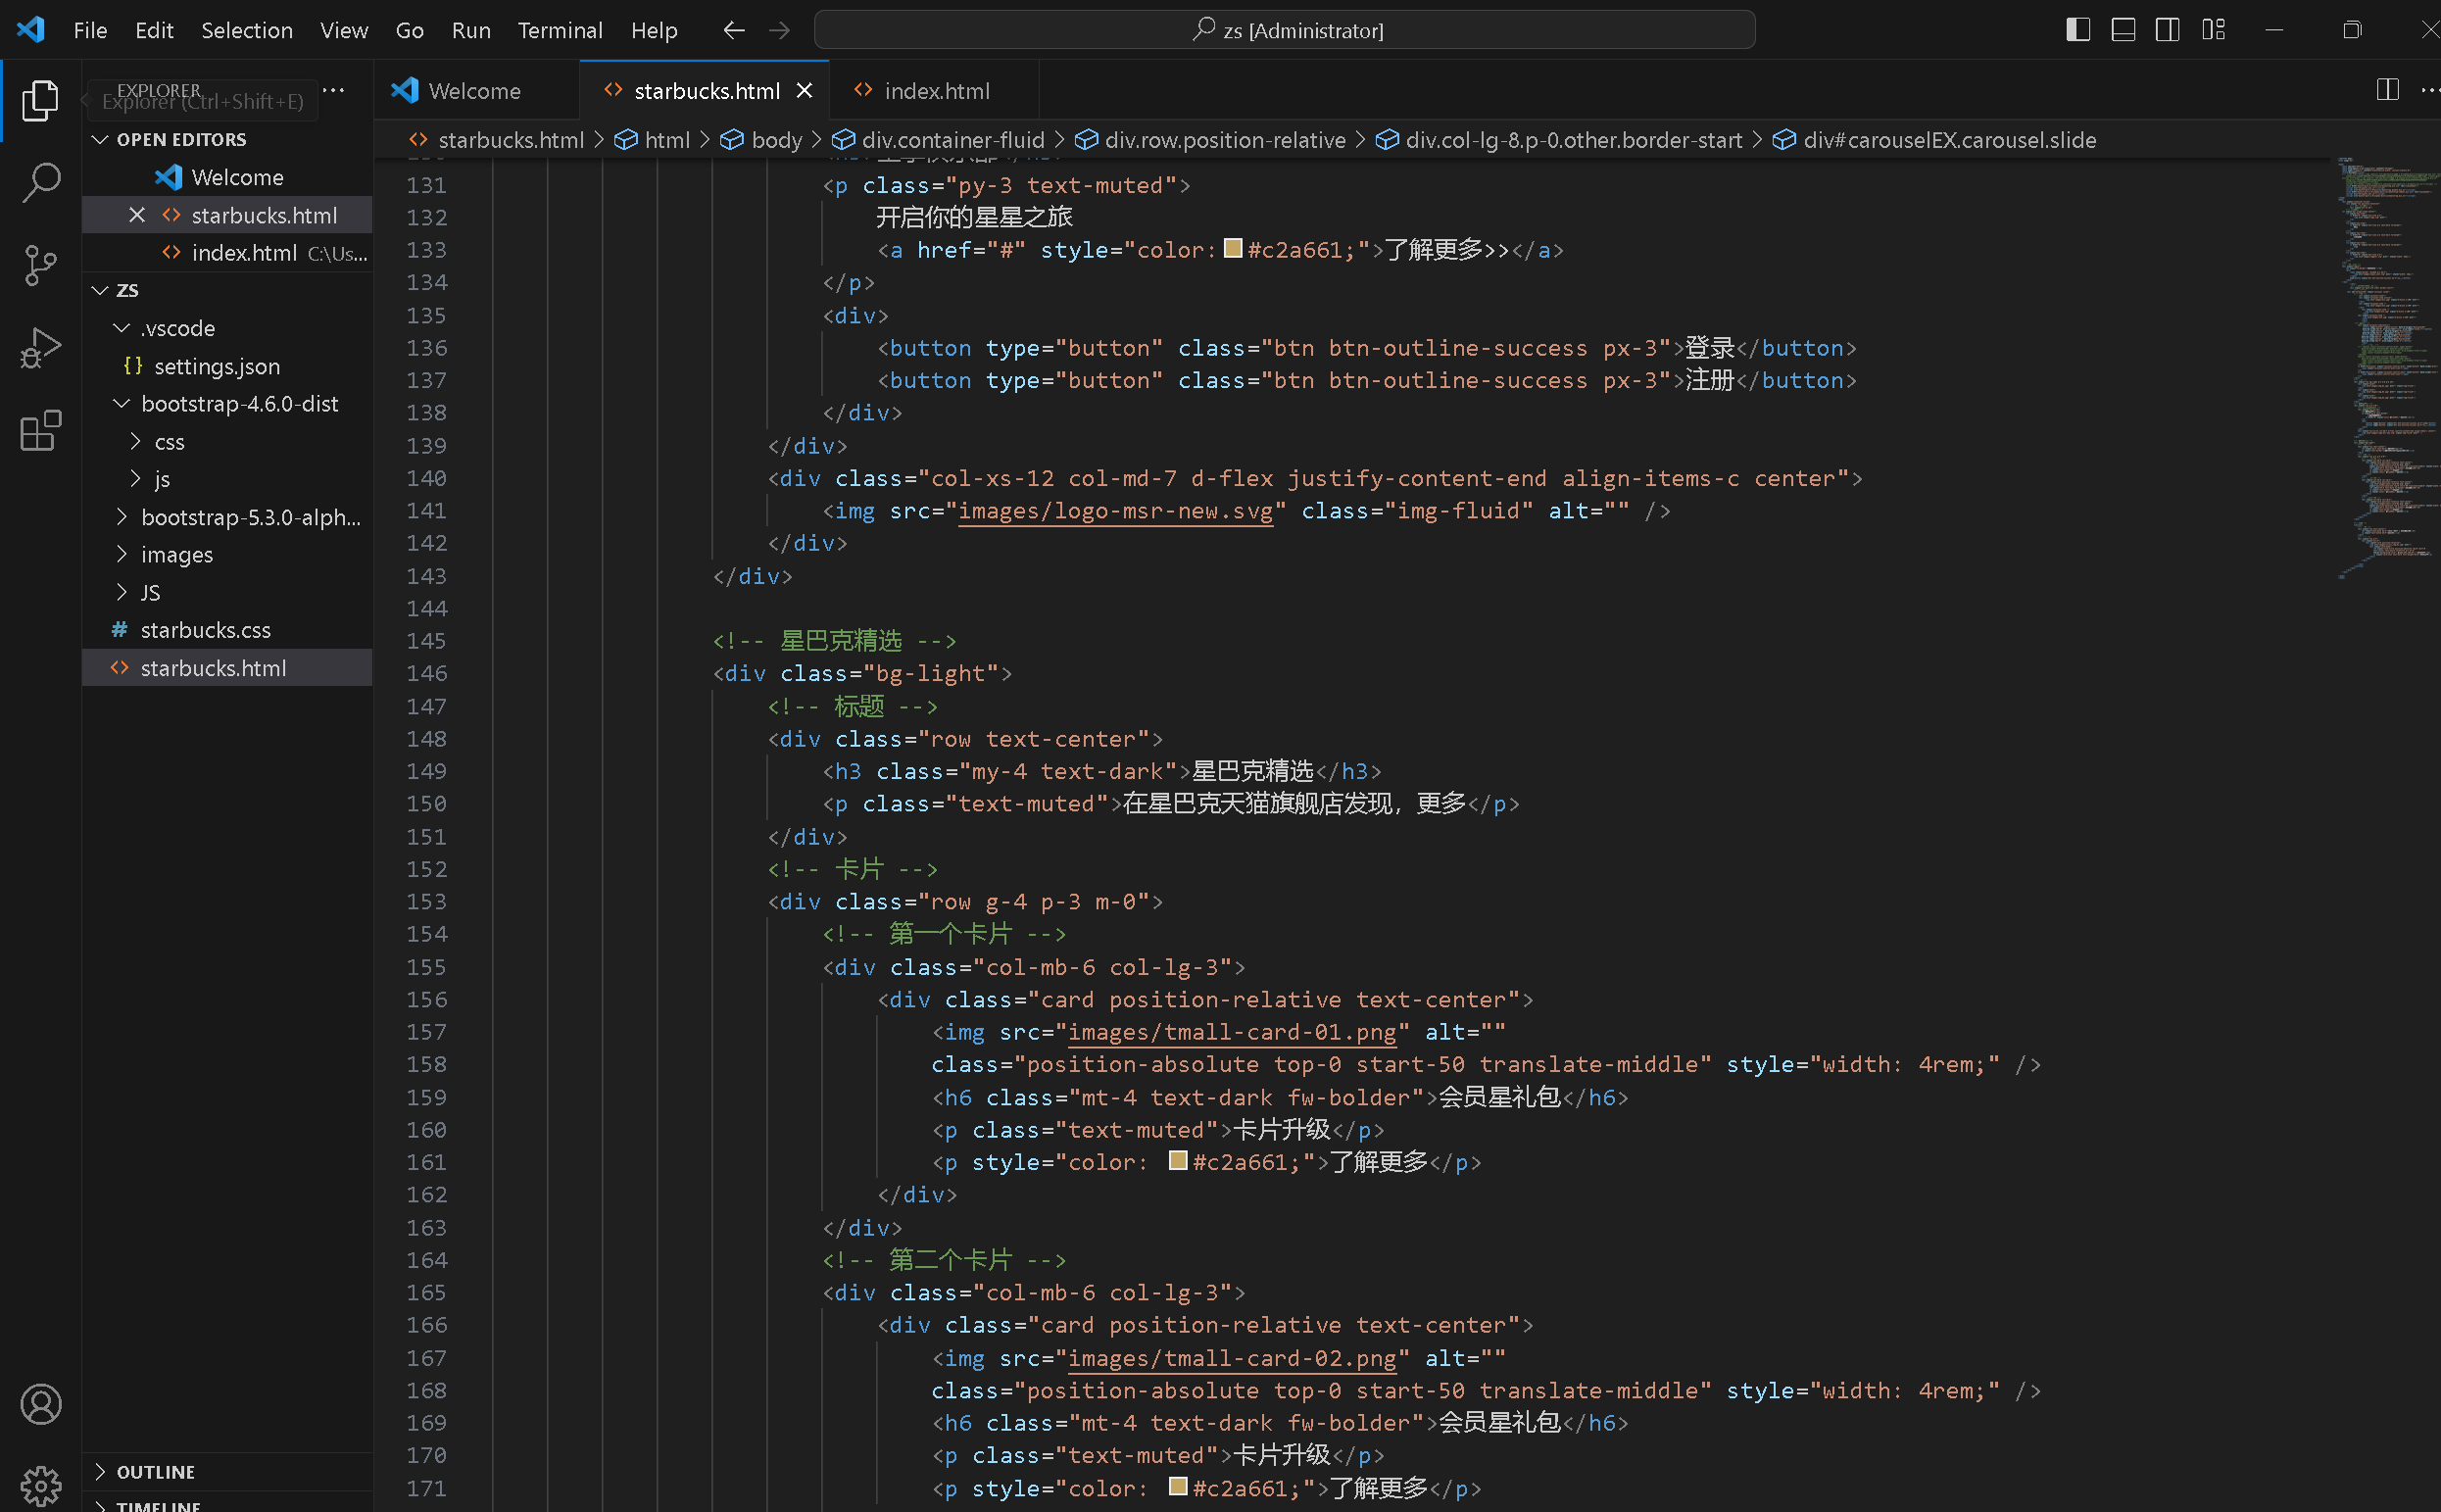 File Edit Selection View Go Run Terminal Help
zs [Administrator]
EXPLORER
Explorer (Ctrl+Shift+E)
OPEN EDITORS
Welcome
starbucks.html
index.html C:\Us...
ZS
.vscode
{} settings.json
bootstrap-4.6.0-dist
css
js
bootstrap-5.3.0-alph...
images
JS
# starbucks.css
starbucks.html
OUTLINE
TIMELINE
Welcome starbucks.html index.html
starbucks.html > html > body > div.container-fluid > div.row.position-relative > div.col-lg-8.p-0.other.border-start > div#carouselEX.carousel.slide
131 <p class="py-3 text-muted">
132 开启你的星星之旅
133 <a href="#" style="color:#c2a661;">了解更多>></a>
134 </p>
135 <div>
136 <button type="button" class="btn btn-outline-success px-3">登录</button>
137 <button type="button" class="btn btn-outline-success px-3">注册</button>
138 </div>
139 </div>
140 <div class="col-xs-12 col-md-7 d-flex justify-content-end align-items-c center">
141 <img src="images/logo-msr-new.svg" class="img-fluid" alt="" />
142 </div>
143 </div>
144
145 <!-- 星巴克精选 -->
146 <div class="bg-light">
147 <!-- 标题 -->
148 <div class="row text-center">
149 <h3 class="my-4 text-dark">星巴克精选</h3>
150 <p class="text-muted">在星巴克天猫旗舰店发现，更多</p>
151 </div>
152 <!-- 卡片 -->
153 <div class="row g-4 p-3 m-0">
154 <!-- 第一个卡片 -->
155 <div class="col-mb-6 col-lg-3">
156 <div class="card position-relative text-center">
157 <img src="images/tmall-card-01.png" alt=""
158 class="position-absolute top-0 start-50 translate-middle" style="width: 4rem;" />
159 <h6 class="mt-4 text-dark fw-bolder">会员星礼包</h6>
160 <p class="text-muted">卡片升级</p>
161 <p style="color: #c2a661;">了解更多</p>
162 </div>
163 </div>
164 <!-- 第二个卡片 -->
165 <div class="col-mb-6 col-lg-3">
166 <div class="card position-relative text-center">
167 <img src="images/tmall-card-02.png" alt=""
168 class="position-absolute top-0 start-50 translate-middle" style="width: 4rem;" />
169 <h6 class="mt-4 text-dark fw-bolder">会员星礼包</h6>
170 <p class="text-muted">卡片升级</p>
171 <p style="color: #c2a661;">了解更多</p>